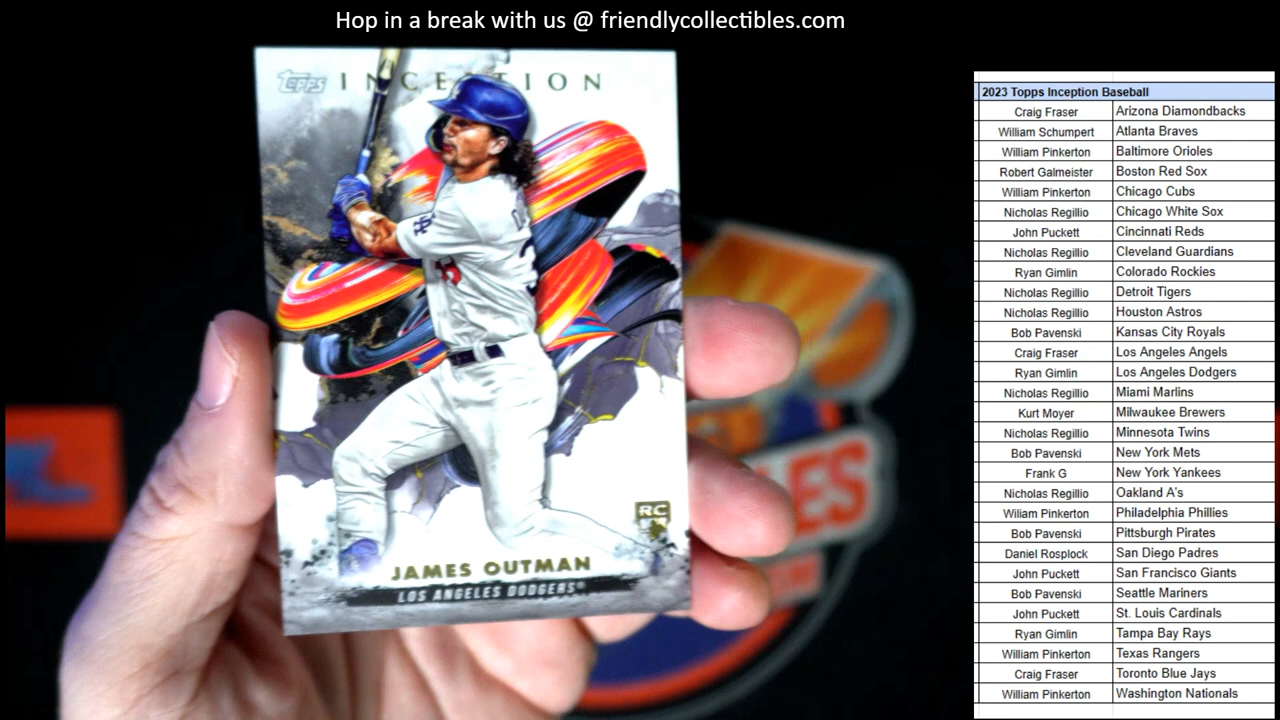 Hop in a break with us @ friendlycollectibles.com
Topps INCEPTION
RC
JAMES OUTMAN
LOS ANGELES DODGERS
LES
2023 Topps Inception Baseball
Craig Fraser Arizona Diamondbacks
William Schumpert Atlanta Braves
William Pinkerton Baltimore Orioles
Robert Galmeister Boston Red Sox
William Pinkerton Chicago Cubs
Nicholas Regillio Chicago White Sox
John Puckett Cincinnati Reds
Nicholas Regillio Cleveland Guardians
Ryan Gimlin Colorado Rockies
Nicholas Regillio Detroit Tigers
Nicholas Regillio Houston Astros
Bob Pavenski Kansas City Royals
Craig Fraser Los Angeles Angels
Ryan Gimlin Los Angeles Dodgers
Nicholas Regillio Miami Marlins
Kurt Moyer Milwaukee Brewers
Nicholas Regillio Minnesota Twins
Bob Pavenski New York Mets
Frank G New York Yankees
Nicholas Regillio Oakland A's
William Pinkerton Philadelphia Phillies
Bob Pavenski Pittsburgh Pirates
Daniel Rosplock San Diego Padres
John Puckett San Francisco Giants
Bob Pavenski Seattle Mariners
John Puckett St. Louis Cardinals
Ryan Gimlin Tampa Bay Rays
William Pinkerton Texas Rangers
Craig Fraser Toronto Blue Jays
William Pinkerton Washington Nationals